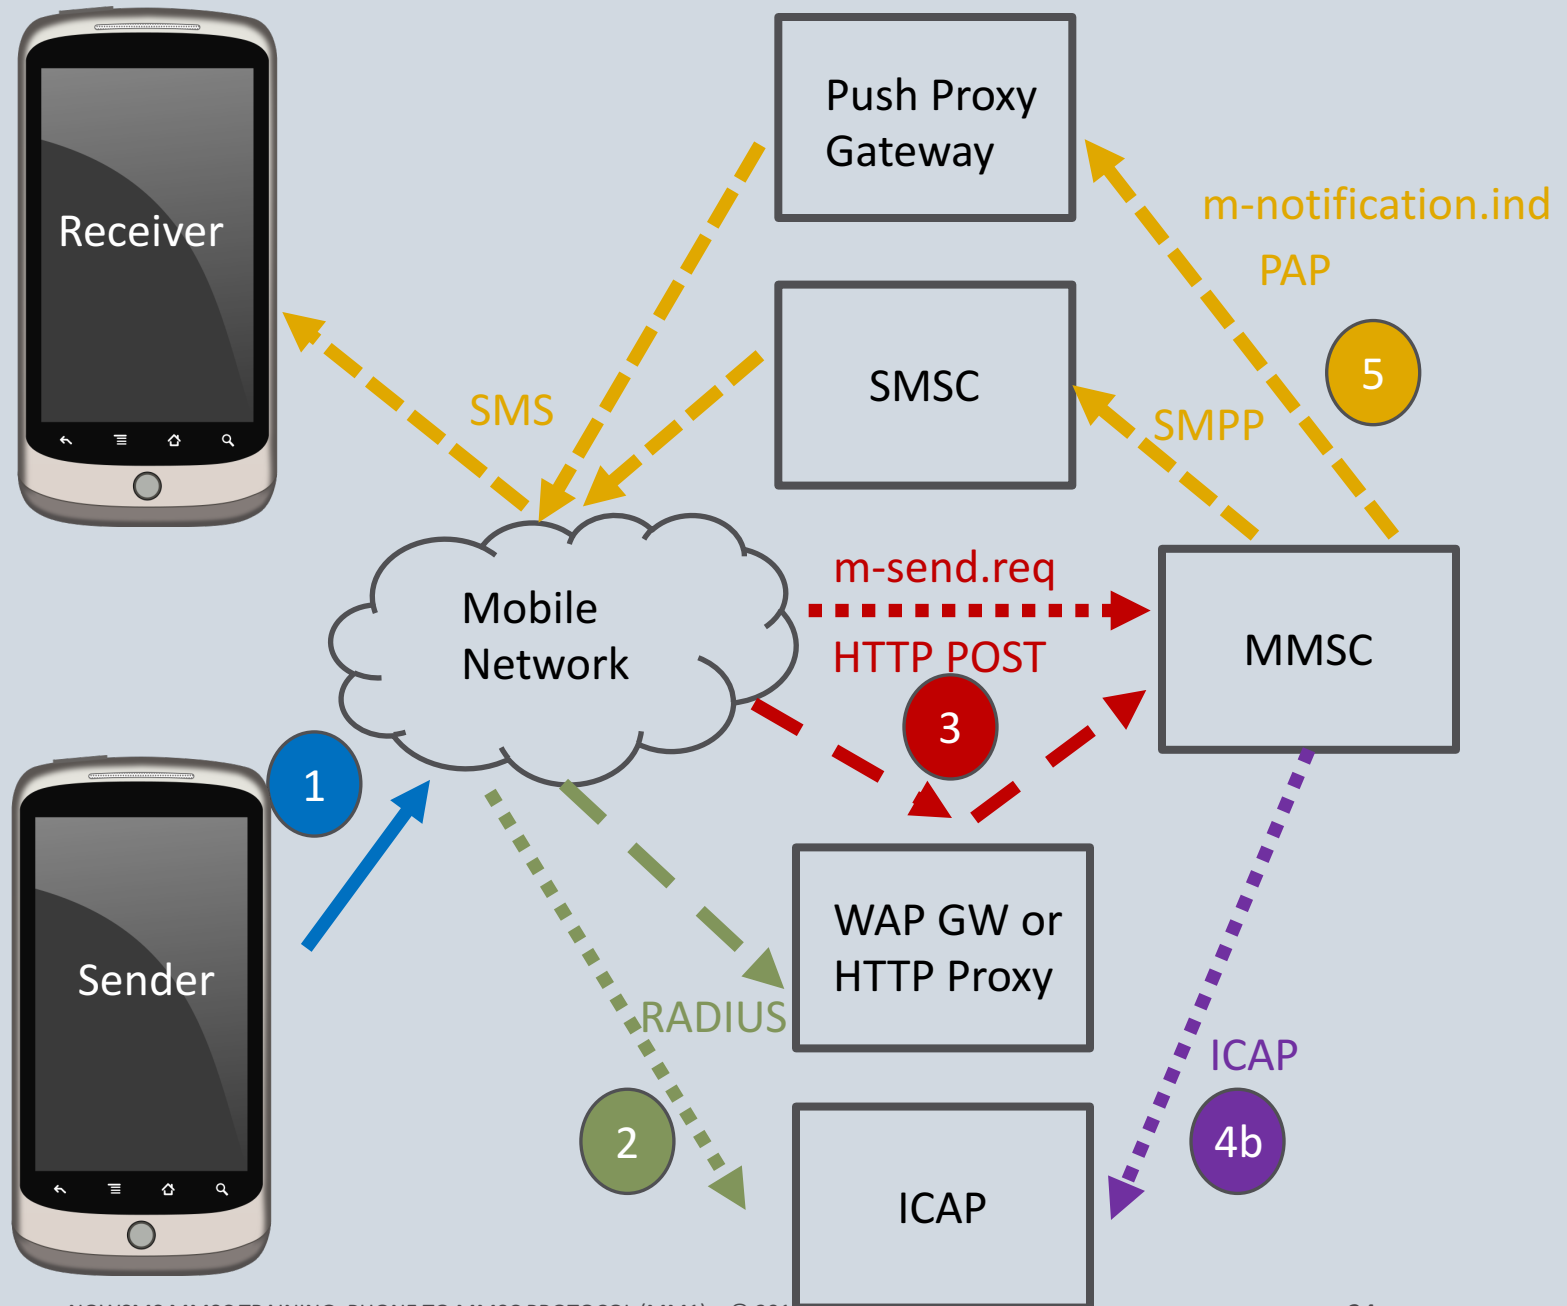 Push Proxy
Gateway
m-notification.ind
PAP
Receiver
5
SMSC
SMS
SMPP
m-send.req
Mobile
Network
HTTP POST
MMSC
3
1
WAP GW or
HTTP Proxy
Sender
RADIUS
ICAP
2
4b
ICAP